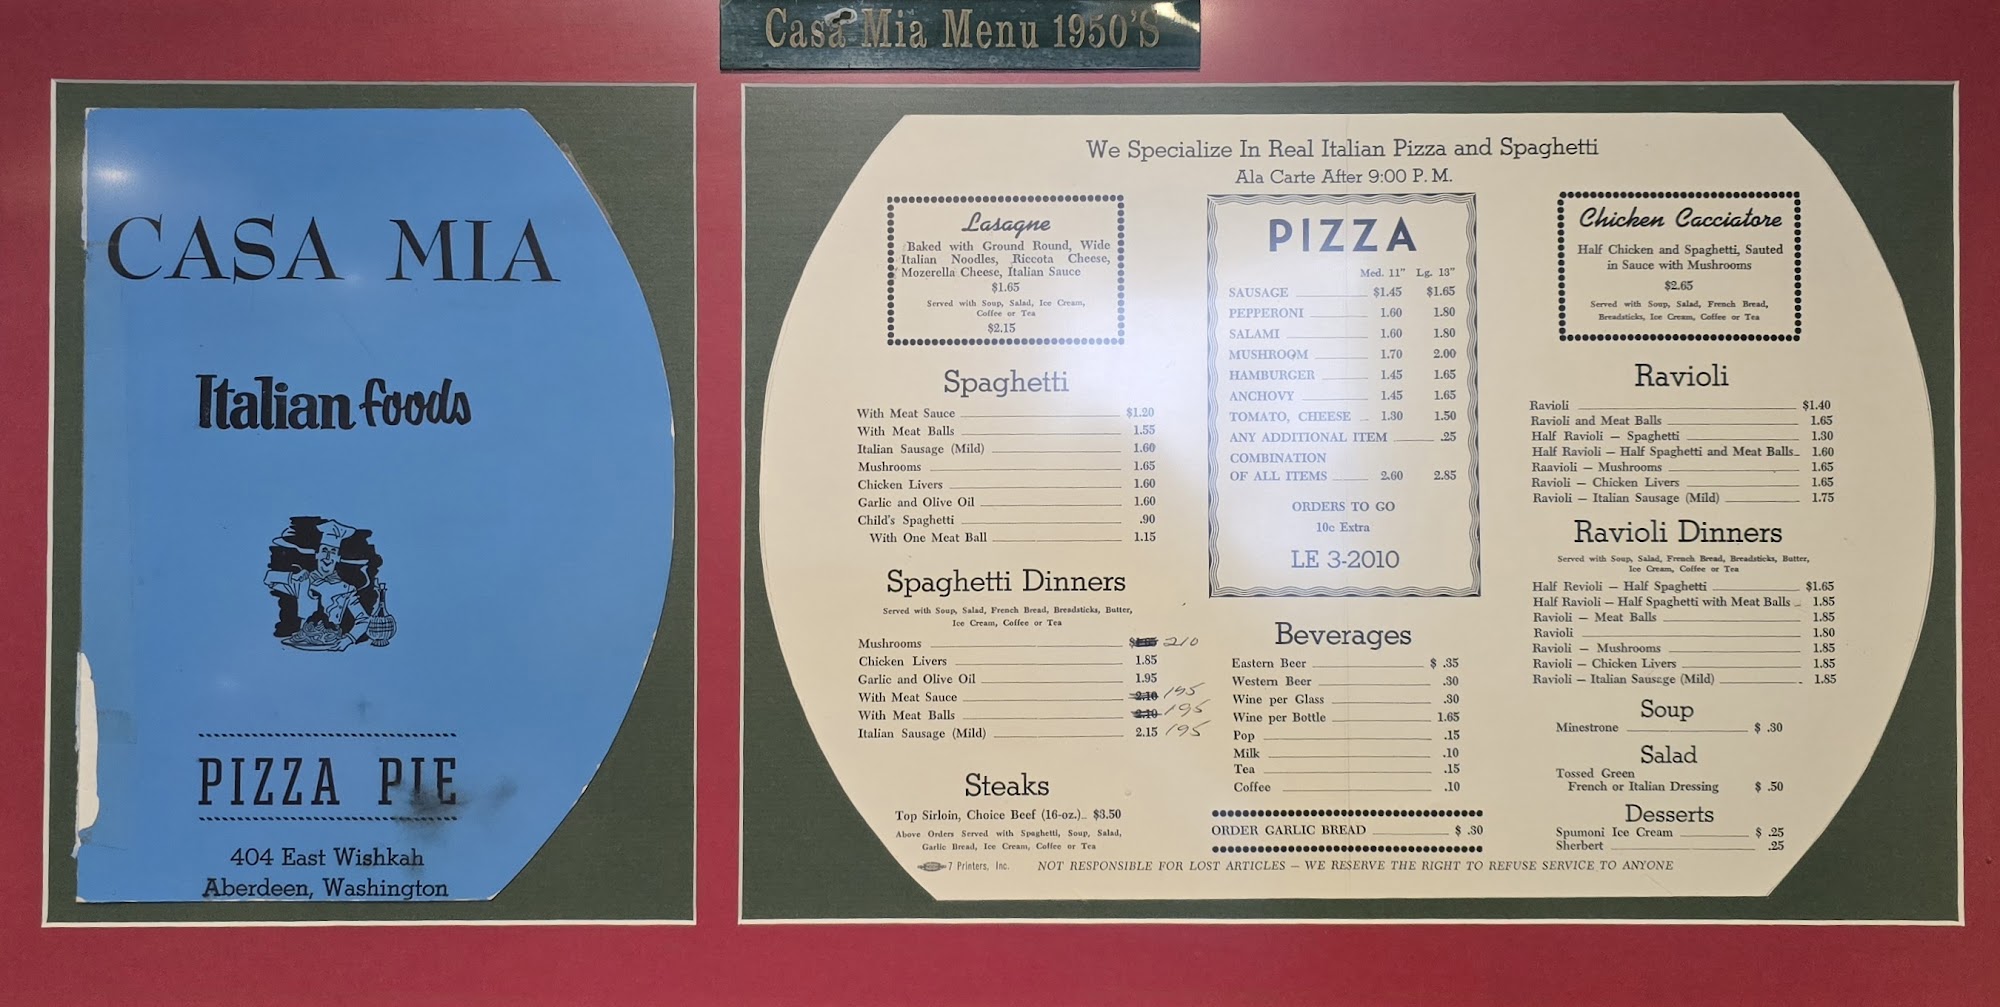 Casa Mia Menu 1950'S
CASA MIA
Italian foods
PIZZA PIE
404 East Wishkah
Aberdeen, Washington
We Specialize In Real Italian Pizza and Spaghetti
Ala Carte After 9:00 P. M.
Lasagne
Baked with Ground Round, Wide
Italian Noodles, Riccota Cheese,
Mozerella Cheese, Italian Sauce
$1.65
Served with Soup, Salad, Ice Cream,
Coffee or Tea
$2.15
Spaghetti
With Meat Sauce $1.20
With Meat Balls 1.55
Italian Sausage (Mild) 1.60
Mushrooms 1.65
Chicken Livers 1.60
Garlic and Olive Oil 1.60
Child's Spaghetti .90
With One Meat Ball 1.15
Spaghetti Dinners
Served with Soup, Salad, French Bread, Breadsticks, Butter,
Ice Cream, Coffee or Tea
Mushrooms 210
Chicken Livers 1.85
Garlic and Olive Oil 1.95
With Meat Sauce 2.10 195
With Meat Balls 2.10 195
Italian Sausage (Mild) 2.15 195
Steaks
Top Sirloin, Choice Beef (16-oz.) $3.50
Above Orders Served with Spaghetti, Soup, Salad,
Garlic Bread, Ice Cream, Coffee or Tea
PIZZA
Med. 11" Lg. 13"
SAUSAGE $1.45 $1.65
PEPPERONI 1.60 1.80
SALAMI 1.60 1.80
MUSHROOM 1.70 2.00
HAMBURGER 1.45 1.65
ANCHOVY 1.45 1.65
TOMATO, CHEESE 1.30 1.50
ANY ADDITIONAL ITEM .25
COMBINATION
OF ALL ITEMS 2.60 2.85
ORDERS TO GO
10c Extra
LE 3-2010
Beverages
Eastern Beer $ .35
Western Beer .30
Wine per Glass .30
Wine per Bottle 1.65
Pop .15
Milk .10
Tea .15
Coffee .10
ORDER GARLIC BREAD $ .30
Chicken Cacciatore
Half Chicken and Spaghetti, Sauted
in Sauce with Mushrooms
$2.65
Served with Soup, Salad, French Bread,
Breadsticks, Ice Cream, Coffee or Tea
Ravioli
Ravioli $1.40
Ravioli and Meat Balls 1.65
Half Ravioli — Spaghetti 1.30
Half Ravioli — Half Spaghetti and Meat Balls 1.60
Raavioli — Mushrooms 1.65
Ravioli — Chicken Livers 1.65
Ravioli — Italian Sausage (Mild) 1.75
Ravioli Dinners
Served with Soup, Salad, French Bread, Breadsticks, Butter,
Ice Cream, Coffee or Tea
Half Revioli — Half Spaghetti $1.65
Half Ravioli — Half Spaghetti with Meat Balls 1.85
Ravioli — Meat Balls 1.85
Ravioli 1.80
Ravioli — Mushrooms 1.85
Ravioli — Chicken Livers 1.85
Ravioli — Italian Sausage (Mild) 1.85
Soup
Minestrone $ .30
Salad
Tossed Green
French or Italian Dressing $ .50
Desserts
Spumoni Ice Cream $ .25
Sherbert .25
7 Printers, Inc. NOT RESPONSIBLE FOR LOST ARTICLES — WE RESERVE THE RIGHT TO REFUSE SERVICE TO ANYONE